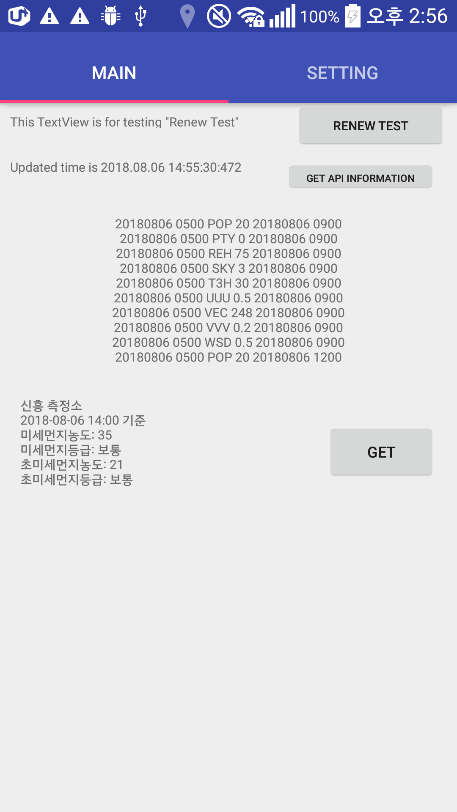 100% 오후 2:56
MAIN SETTING
This TextView is for testing "Renew Test" RENEW TEST
Updated time is 2018.08.06 14:55:30:472 GET API INFORMATION
20180806 0500 POP 20 20180806 0900
20180806 0500 PTY 0 20180806 0900
20180806 0500 REH 75 20180806 0900
20180806 0500 SKY 3 20180806 0900
20180806 0500 T3H 30 20180806 0900
20180806 0500 UUU 0.5 20180806 0900
20180806 0500 VEC 248 20180806 0900
20180806 0500 VVV 0.2 20180806 0900
20180806 0500 WSD 0.5 20180806 0900
20180806 0500 POP 20 20180806 1200
신흥 측정소
2018-08-06 14:00 기준
미세먼지농도: 35
미세먼지등급: 보통
초미세먼지농도: 21
초미세먼지등급: 보통
GET